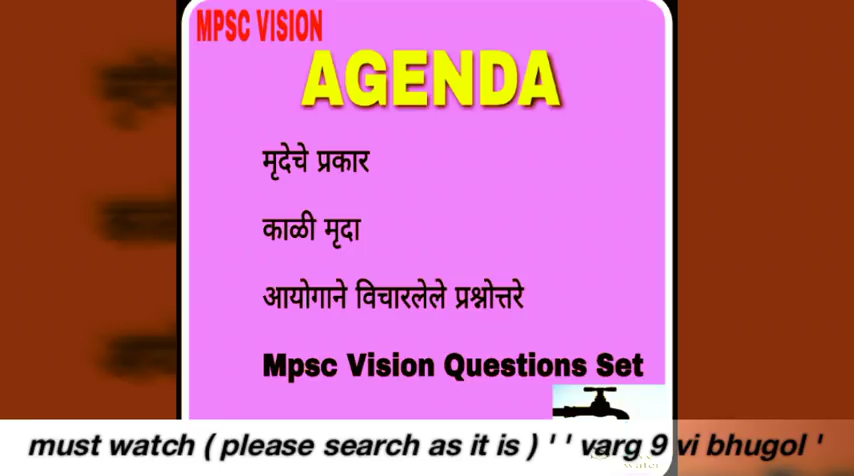 MPSC VISION
AGENDA
मृदेचे प्रकार
काळी मृदा
आयोगाने विचारलेले प्रश्नोत्तरे
Mpsc Vision Questions Set
must watch ( please search as it is ) ' ' varg 9 vi bhugol '
water